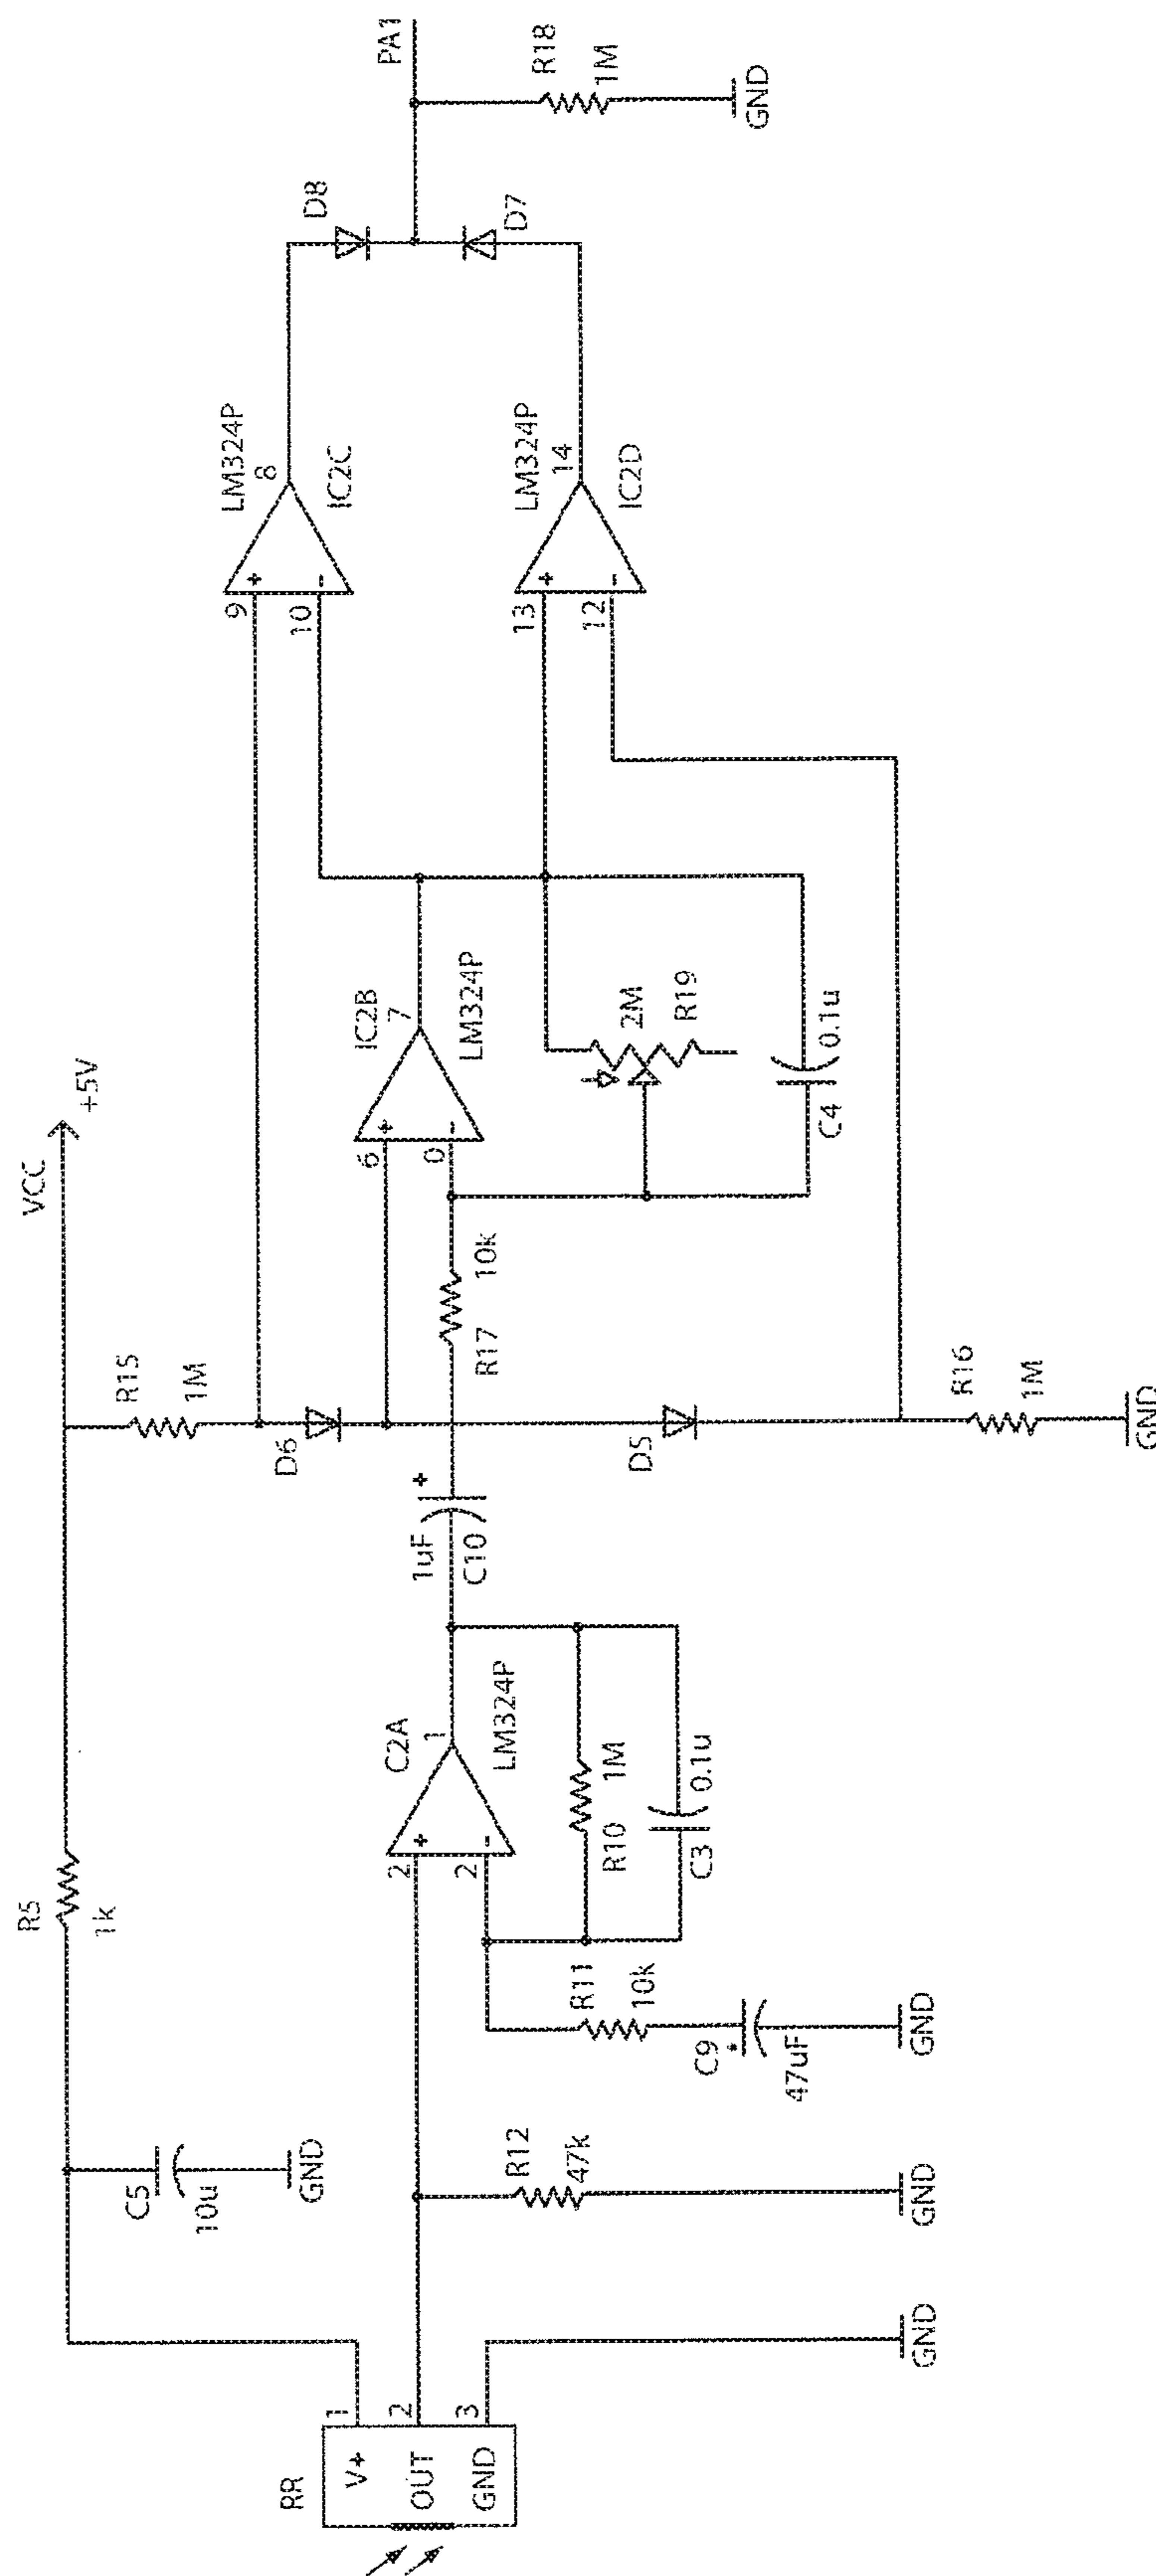 RR
V+
OUT
GND
1
2
3
C5
10u
GND
R5
1k
VCC
+5V
R12
47k
GND
GND
R11
10k
C9
+
47uF
GND
C2A
2
2
+
-
1
LM324P
R10
1M
C3
0.1u
1uF
+
C10
R15
1M
D6
D5
R16
1M
GND
R17
10k
IC2B
6
0
+
-
7
LM324P
2M
R19
C4
0.1u
LM324P
9
10
+
-
8
IC2C
LM324P
13
12
+
-
14
IC2D
D8
D7
PA1
R18
1M
GND